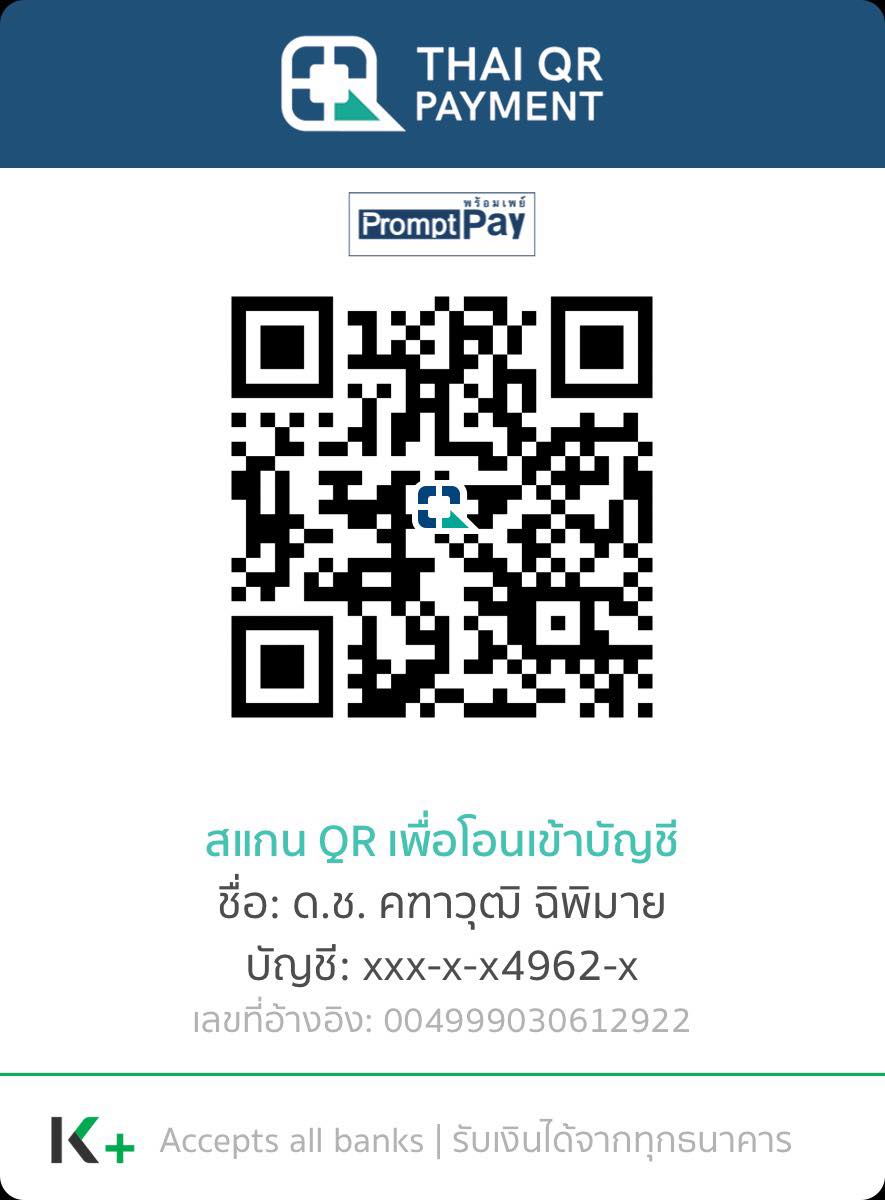 THAI QR
PAYMENT
พร้อมเพย์
PromptPay
สแกน QR เพื่อโอนเข้าบัญชี
ชื่อ: ด.ช. คฑาวุฒิ ฉิพิมาย
บัญชี: xxx-x-x4962-x
เลขที่อ้างอิง: 004999030612922
K+ Accepts all banks | รับเงินได้จากทุกธนาคาร